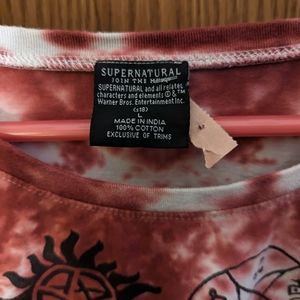 SUPERNATURAL
JOIN THE
SUPERNATURAL and all related
characters and elements © & ™
Warner Bros. Entertainment Inc.
(s18)
L
MADE IN INDIA
100% COTTON
EXCLUSIVE OF TRIMS